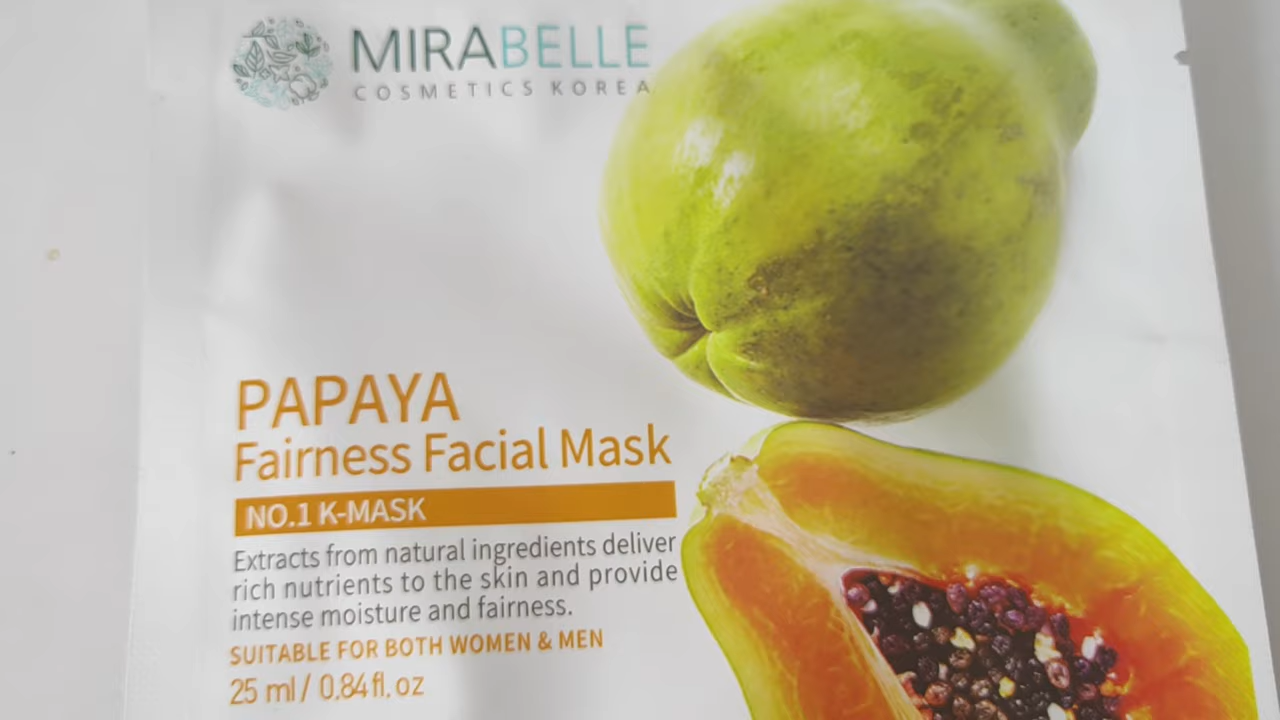 MIRABELLE
COSMETICS KOREA
PAPAYA
Fairness Facial Mask
NO.1 K-MASK
Extracts from natural ingredients deliver
rich nutrients to the skin and provide
intense moisture and fairness.
SUITABLE FOR BOTH WOMEN & MEN
25 ml / 0.84 fl. oz